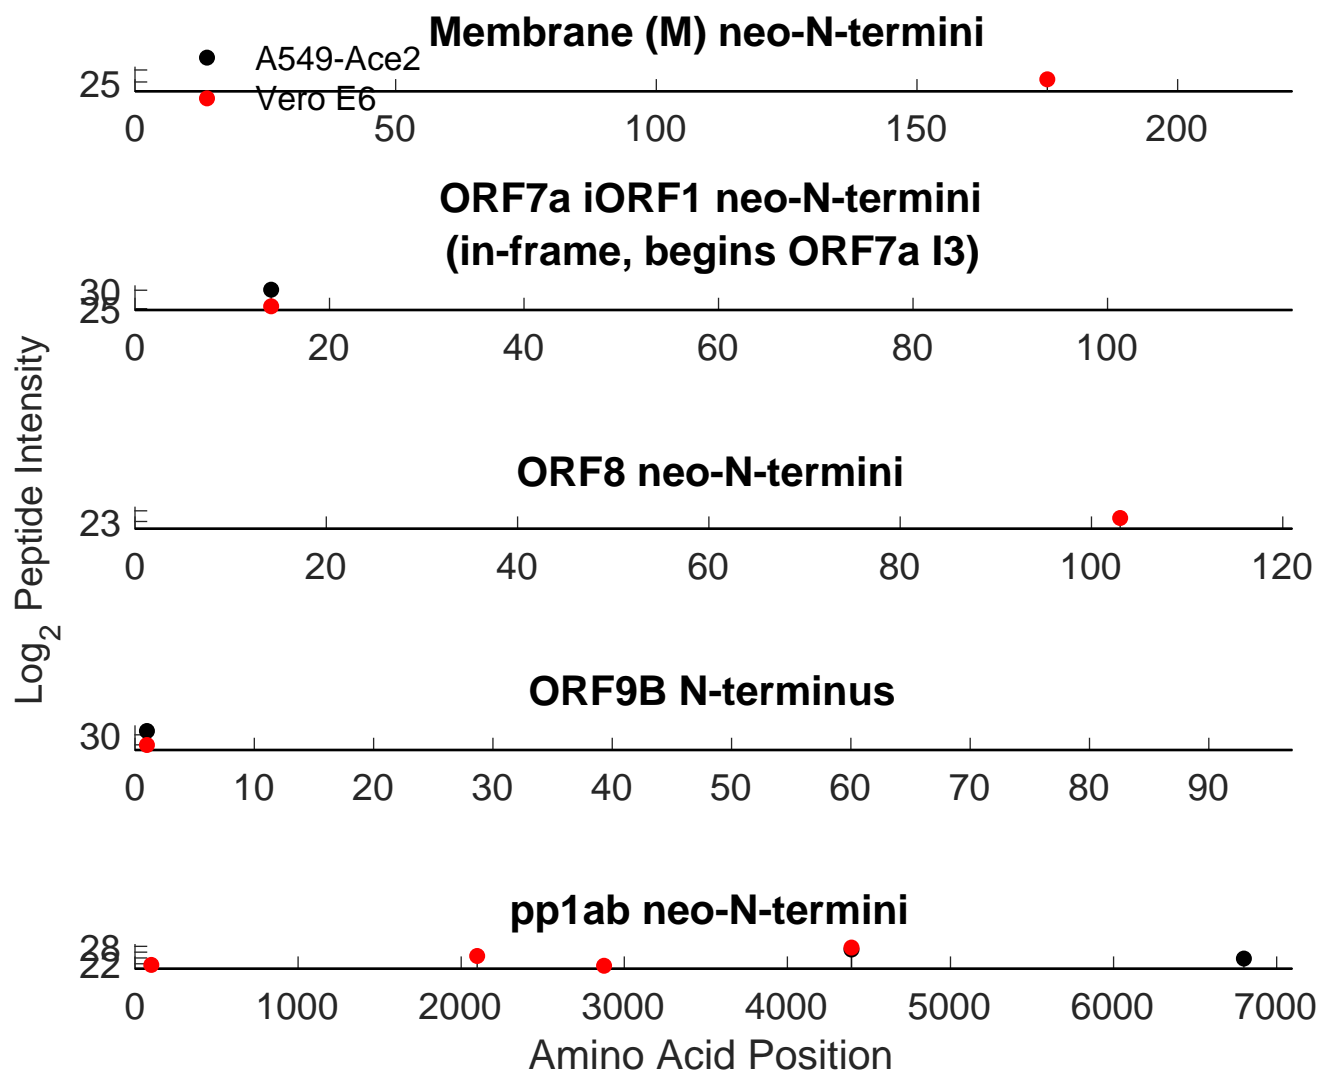 Membrane (M) neo-N-termini
A549-Ace2
Vero E6
25
0 50 100 150 200
ORF7a iORF1 neo-N-termini
(in-frame, begins ORF7a I3)
30
25
0 20 40 60 80 100
ORF8 neo-N-termini
23
0 20 40 60 80 100 120
ORF9B N-terminus
30
0 10 20 30 40 50 60 70 80 90
pp1ab neo-N-termini
28
22
0 1000 2000 3000 4000 5000 6000 7000
Amino Acid Position
Log2 Peptide Intensity